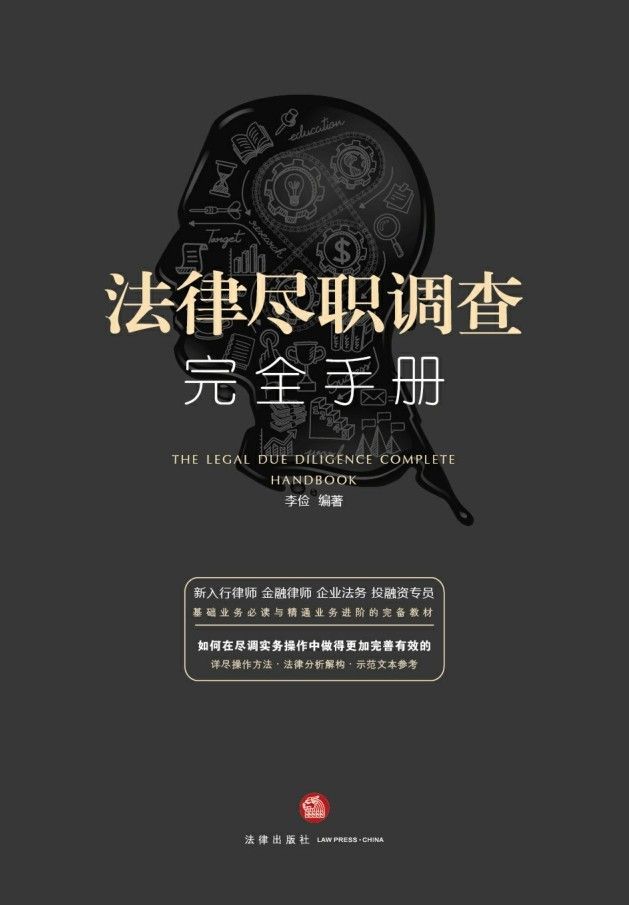 education
research
Target
法律尽职调查
完全手册
Success
THE LEGAL DUE DILIGENCE COMPLETE
HANDBOOK
李俭 编著
新入行律师 金融律师 企业法务 投融资专员
基础业务必读与精通业务进阶的完备教材
如何在尽调实务操作中做得更加完善有效的
详尽操作方法·法律分析解构·示范文本参考
法律出版社 LAW PRESS·CHINA